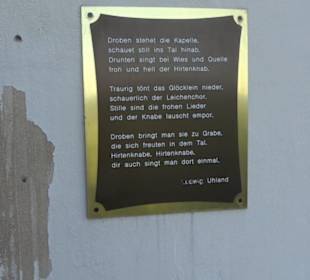 Droben stehet die Kapelle,
schauet still ins Tal hinab.
Drunten singt bei Wies und Quelle
froh und hell der Hirtenknab.
Traurig tönt das Glöcklein nieder,
schauerlich der Leichenchor.
Stille sind die frohen Lieder
und der Knabe lauscht empor.
Droben bringt man sie zu Grabe,
die sich freuten in dem Tal.
Hirtenknabe, Hirtenknabe,
dir auch singt man dort einmal.
Ludwig Uhland